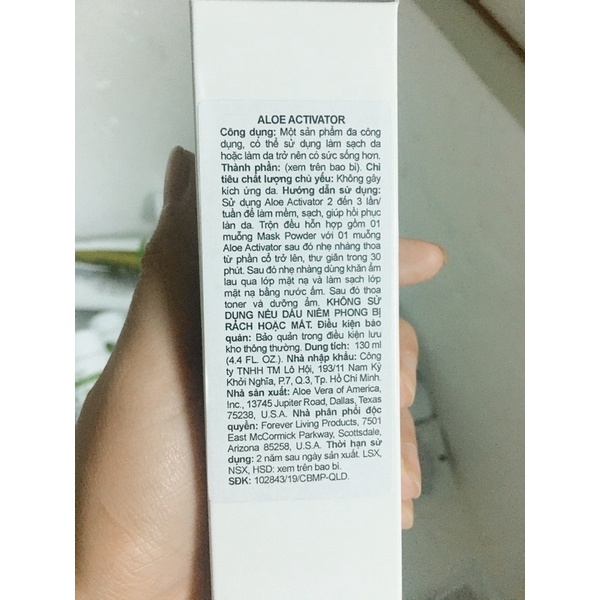 ALOE ACTIVATOR
Công dụng: Một sản phẩm đa công
dụng, có thể sử dụng làm sạch da
hoặc làm da trở nên có sức sống hơn.
Thành phần: (xem trên bao bì). Chỉ
tiêu chất lượng chủ yếu: Không gây
kích ứng da. Hướng dẫn sử dụng:
Sử dụng Aloe Activator 2 đến 3 lần/
tuần để làm mềm, sạch, giúp hồi phục
làn da. Trộn đều hỗn hợp gồm 01
muỗng Mask Powder với 01 muỗng
Aloe Activator sau đó nhẹ nhàng thoa
từ phần cổ trở lên, thư giãn trong 30
phút. Sau đó nhẹ nhàng dùng khăn ẩm
lau qua lớp mặt nạ và làm sạch lớp
mặt nạ bằng nước ấm. Sau đó thoa
toner và dưỡng ẩm. KHÔNG SỬ
DỤNG NẾU DẤU NIÊM PHONG BỊ
RÁCH HOẶC MẤT. Điều kiện bảo
quản: Bảo quản trong điều kiện lưu
kho thông thường. Dung tích: 130 ml
(4.4 FL OZ.). Nhà nhập khẩu: Công
ty TNHH TM Lô Hội, 193/11 Nam Kỳ
Khởi Nghĩa, P.7, Q.3, Tp. Hồ Chí Minh.
Nhà sản xuất: Aloe Vera of America,
Inc., 13745 Jupiter Road, Dallas, Texas
75238, U.S.A. Nhà phân phối độc
quyền: Forever Living Products, 7501
East McCormick Parkway, Scottsdale,
Arizona 85258, U.S.A. Thời hạn sử
dụng: 2 năm sau ngày sản xuất. LSX,
NSX, HSD: xem trên bao bì.
SĐK: 102843/19/CBMP-QLD.